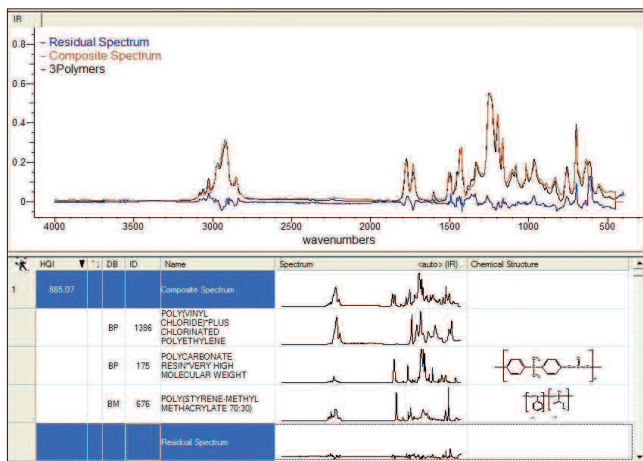 IR
0.8
0.6
0.4
0.2
0
– Residual Spectrum
– Composite Spectrum
– 3Polymers
4000 3500 3000 2500 2000 1500 1000 500
wavenumbers
HQI DB ID Name Spectrum <auto> (IR) Chemical Structure
1 885.07 Composite Spectrum
BP 1396 POLY(VINYL
CHLORIDE)*PLUS
CHLORINATED
POLYETHYLENE
BP 175 POLYCARBONATE
RESIN*VERY HIGH
MOLECULAR WEIGHT
BM 676 POLY(STYRENE-METHYL
METHACRYLATE 70:30)
Residual Spectrum